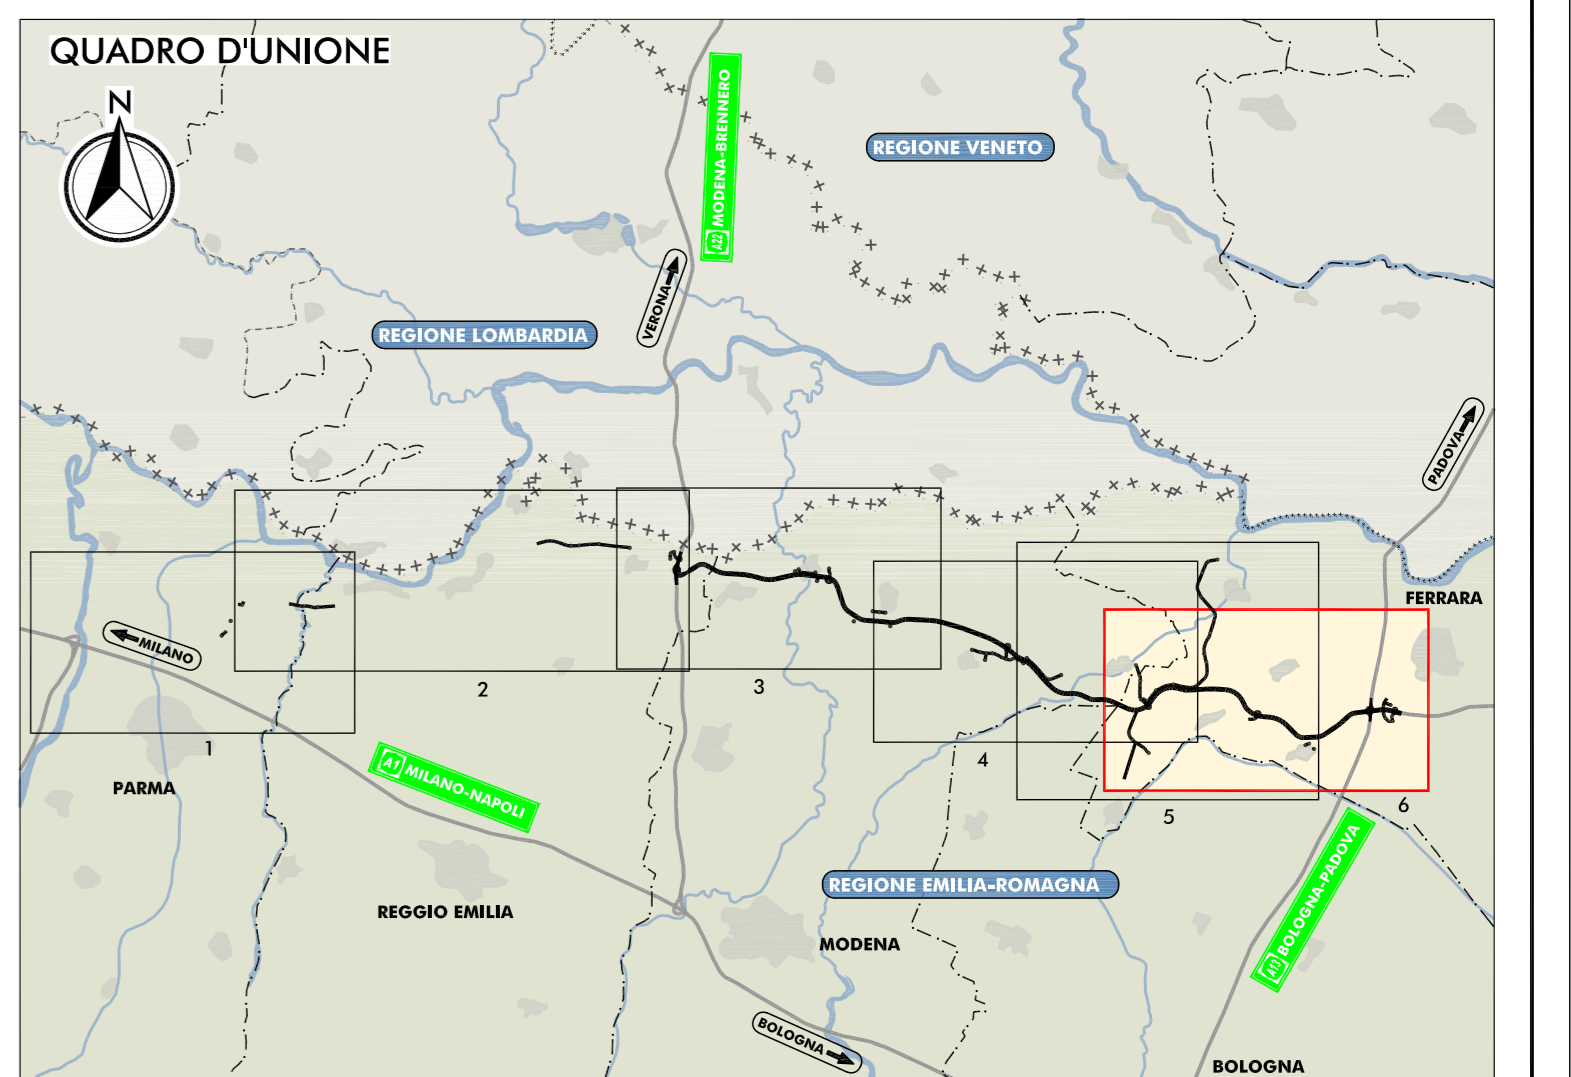 QUADRO D'UNIONE
N
A22 MODENA-BRENNERO
REGIONE VENETO
VERONA
REGIONE LOMBARDIA
PADOVA
FERRARA
MILANO
2
3
1
4
5
6
PARMA
A1 MILANO-NAPOLI
REGIONE EMILIA-ROMAGNA
A13 BOLOGNA-PADOVA
REGGIO EMILIA
MODENA
BOLOGNA
BOLOGNA